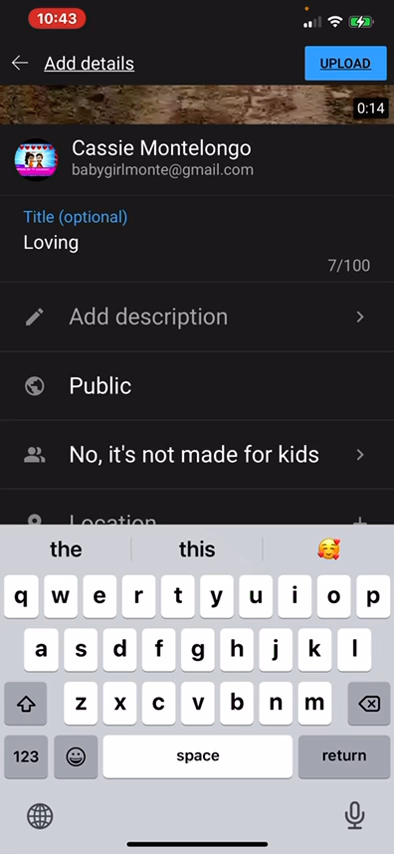 10:43
Add details
UPLOAD
0:14
Cassie Montelongo
babygirlmonte@gmail.com
Title (optional)
Loving
7/100
Add description
Public
No, it's not made for kids
Location
the this 🥰
q w e r t y u i o p
a s d f g h j k l
z x c v b n m
123 space return